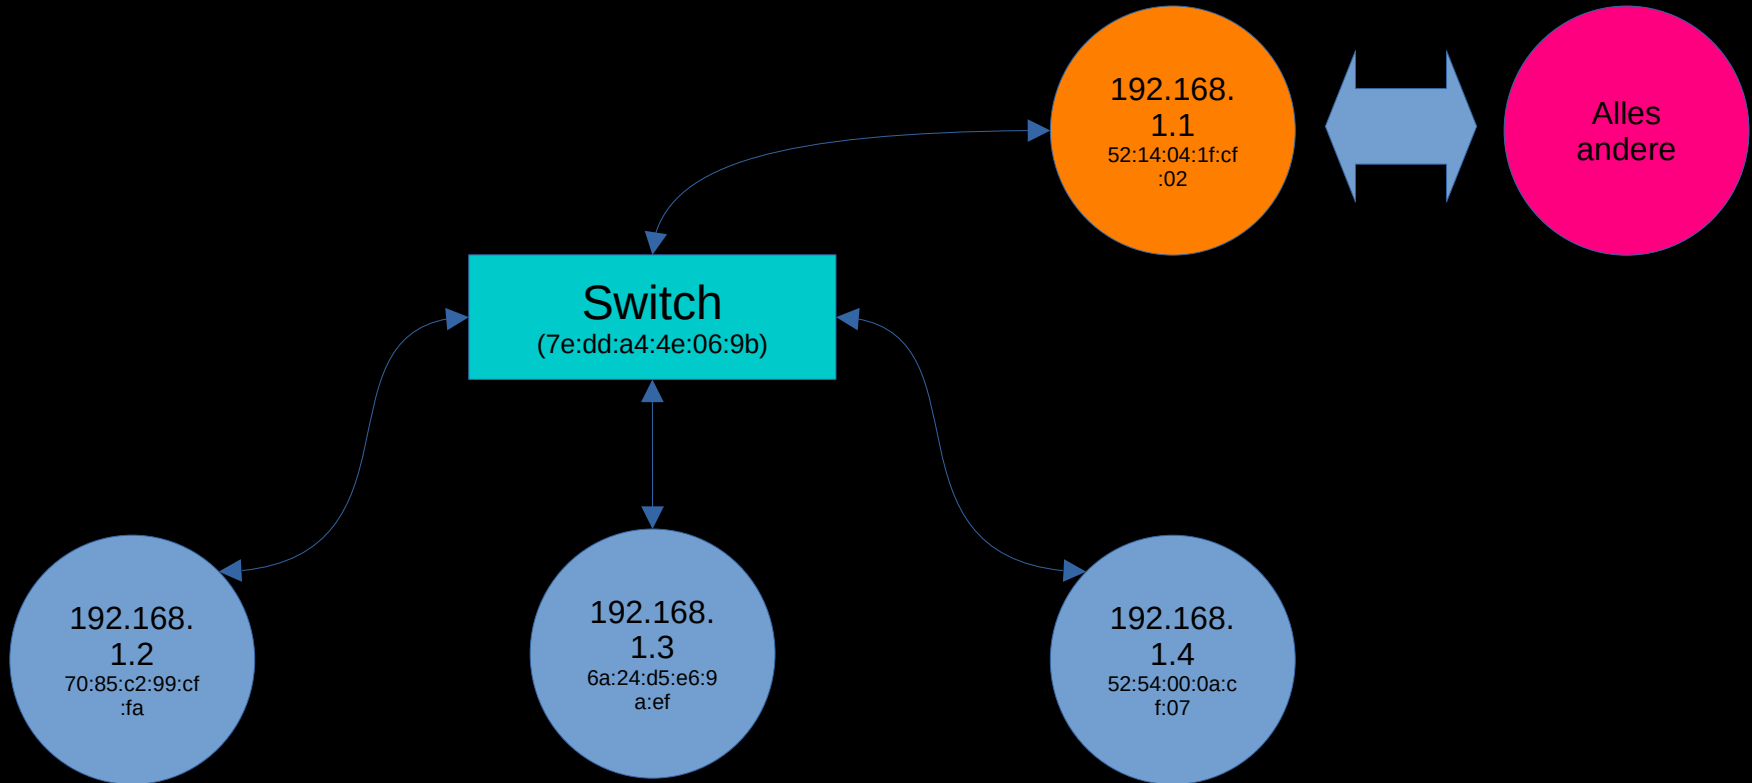 192.168.
1.1
52:14:04:1f:cf
:02
Alles
andere
Switch
(7e:dd:a4:4e:06:9b)
192.168.
1.2
70:85:c2:99:cf
:fa
192.168.
1.3
6a:24:d5:e6:9
a:ef
192.168.
1.4
52:54:00:0a:c
f:07